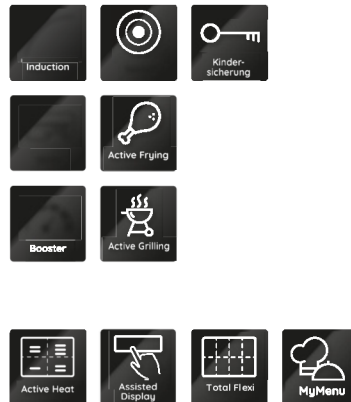 Induction
Kinder-
sicherung
Active Frying
Booster
Active Grilling
Active Heat
Assisted
Display
Total Flexi
MyMenu